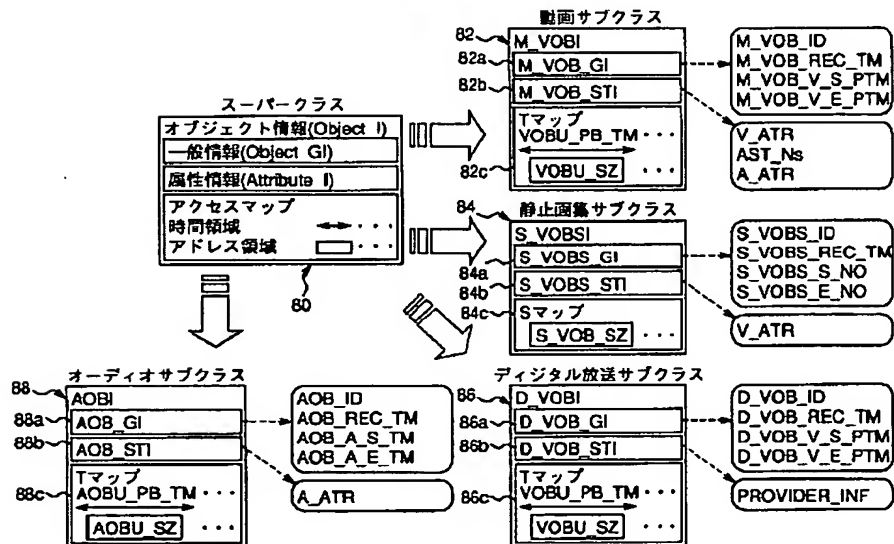 スーパークラス
オブジェクト情報(Object I)
一般情報(Object GI)
属性情報(Attribute I)
アクセスマップ
時間領域 ・・・
アドレス領域 ・・・
80
動画サブクラス
82
M_VOBI
82a
M_VOB_GI
82b
M_VOB_STI
Tマップ
VOBU_PB_TM ・・・
82c
VOBU_SZ ・・・
M_VOB_ID
M_VOB_REC_TM
M_VOB_V_S_PTM
M_VOB_V_E_PTM
V_ATR
AST_Ns
A_ATR
静止画集サブクラス
84
S_VOBSI
84a
S_VOBS_GI
84b
S_VOBS_STI
84c
Sマップ
S_VOB_SZ ・・・
S_VOBS_ID
S_VOBS_REC_TM
S_VOBS_S_NO
S_VOBS_E_NO
V_ATR
オーディオサブクラス
88
AOBI
88a
AOB_GI
88b
AOB_STI
Tマップ
AOBU_PB_TM ・・・
88c
AOBU_SZ ・・・
AOB_ID
AOB_REC_TM
AOB_A_S_TM
AOB_A_E_TM
A_ATR
ディジタル放送サブクラス
86
D_VOBI
86a
D_VOB_GI
86b
D_VOB_STI
Tマップ
VOBU_PB_TM ・・・
86c
VOBU_SZ ・・・
D_VOB_ID
D_VOB_REC_TM
D_VOB_V_S_PTM
D_VOB_V_E_PTM
PROVIDER_INF